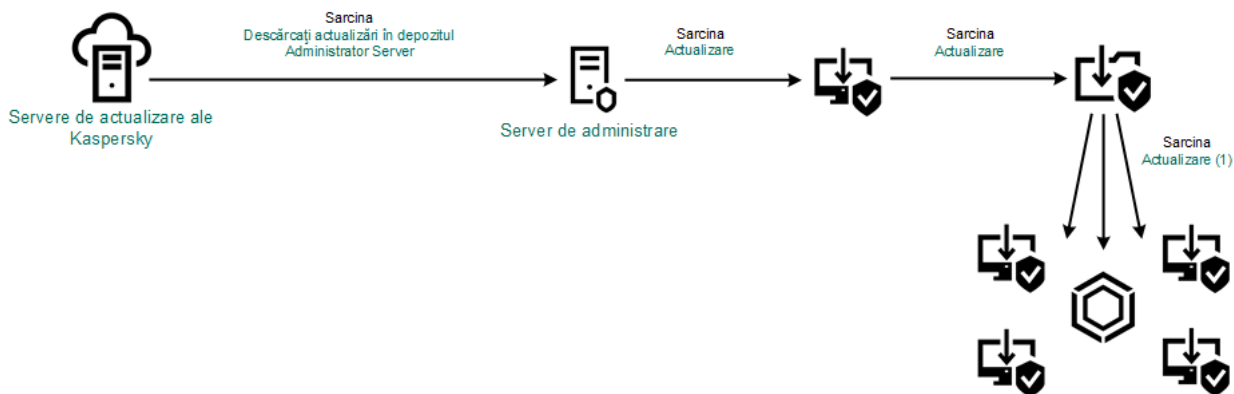 Sarcina
Descărcați actualizări în depozitul
Administrator Server
Sarcina
Actualizare
Sarcina
Actualizare
Servere de actualizare ale
Kaspersky
Server de administrare
Sarcina
Actualizare (1)